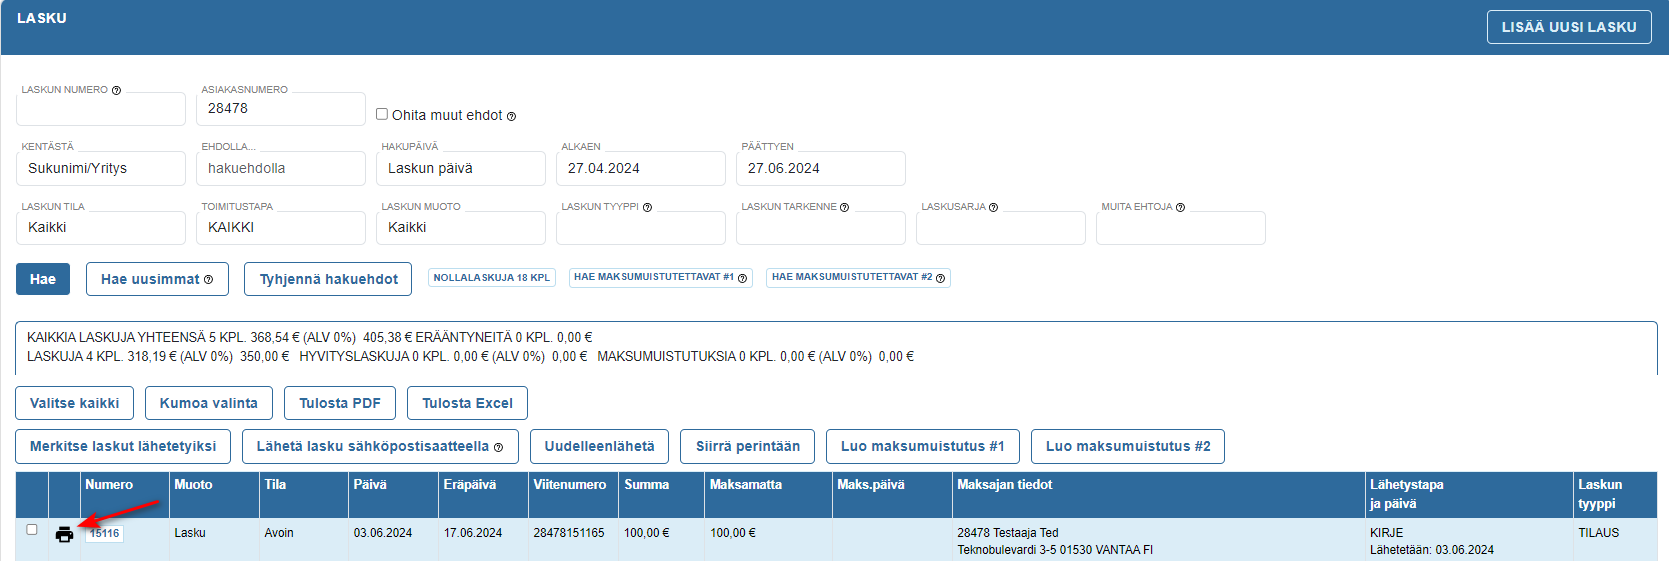 LASKU
LISÄÄ UUSI LASKU
LASKUN NUMERO
ASIAKASNUMERO
28478
Ohita muut ehdot
KENTÄSTÄ
EHDOLLA...
HAKUPÄIVÄ
ALKAEN
PÄÄTTYEN
Sukunimi/Yritys
hakuehdolla
Laskun päivä
27.04.2024
27.06.2024
LASKUN TILA
TOIMITUSTAPA
LASKUN MUOTO
LASKUN TYYPPI
LASKUN TARKENNE
LASKUSARJA
MUITA EHTOJA
Kaikki
KAIKKI
Kaikki
Hae
Hae uusimmat
Tyhjennä hakuehdot
NOLLALASKUJA 18 KPL
HAE MAKSUMUISTUTETTAVAT #1
HAE MAKSUMUISTUTETTAVAT #2
KAIKKIA LASKUJA YHTEENSÄ 5 KPL. 368,54 € (ALV 0%) 405,38 € ERÄÄNTYNEITÄ 0 KPL. 0,00 €
LASKUJA 4 KPL. 318,19 € (ALV 0%) 350,00 € HYVITYSLASKUJA 0 KPL. 0,00 € (ALV 0%) 0,00 € MAKSUMUISTUTUKSIA 0 KPL. 0,00 € (ALV 0%) 0,00 €
Valitse kaikki
Kumoa valinta
Tulosta PDF
Tulosta Excel
Merkitse laskut lähetetyiksi
Lähetä lasku sähköpostisaatteella
Uudelleenlähetä
Siirrä perintään
Luo maksumuistutus #1
Luo maksumuistutus #2
Numero
Muoto
Tila
Päivä
Eräpäivä
Viitenumero
Summa
Maksamatta
Maks.päivä
Maksajan tiedot
Lähetystapa
ja päivä
Laskun
tyyppi
15116
Lasku
Avoin
03.06.2024
17.06.2024
28478151165
100,00 €
100,00 €
28478 Testaaja Ted
Teknobulevardi 3-5 01530 VANTAA FI
KIRJE
Lähetetään: 03.06.2024
TILAUS